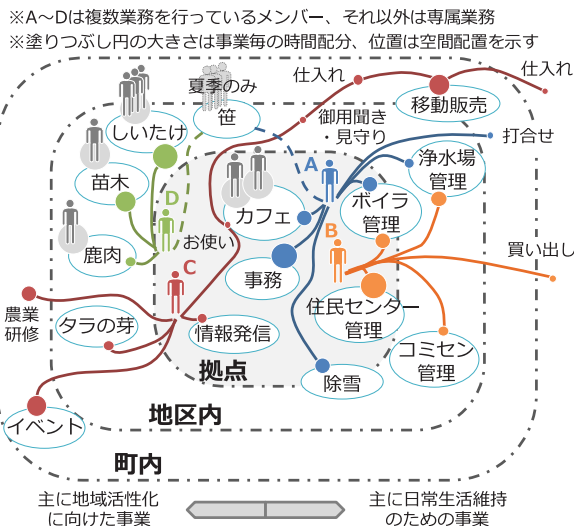 ※A～Dは複数業務を行っているメンバー、それ以外は専属業務
※塗りつぶし円の大きさは事業毎の時間配分、位置は空間配置を示す
仕入れ
仕入れ
夏季のみ
移動販売
笹
御用聞き
・見守り
しいたけ
打合せ
A
浄水場
管理
苗木
D
カフェ
ボイラ
管理
お使い
B
鹿肉
買い出し
C
事務
農業
研修
タラの芽
情報発信
住民センター
管理
コミセン
管理
拠点
除雪
地区内
イベント
町内
主に地域活性化
に向けた事業
主に日常生活維持
のための事業